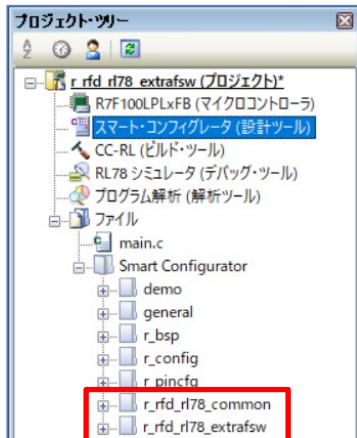 プロジェクト・ツリー
r_rfd_rl78_extrafsw (プロジェクト)*
R7F100LPLxFB (マイクロコントローラ)
スマート・コンフィグレータ (設計ツール)
CC-RL (ビルド・ツール)
RL78 シミュレータ (デバッグ・ツール)
プログラム解析 (解析ツール)
ファイル
main.c
Smart Configurator
demo
general
r_bsp
r_config
r_pincfg
r_rfd_rl78_common
r_rfd_rl78_extrafsw